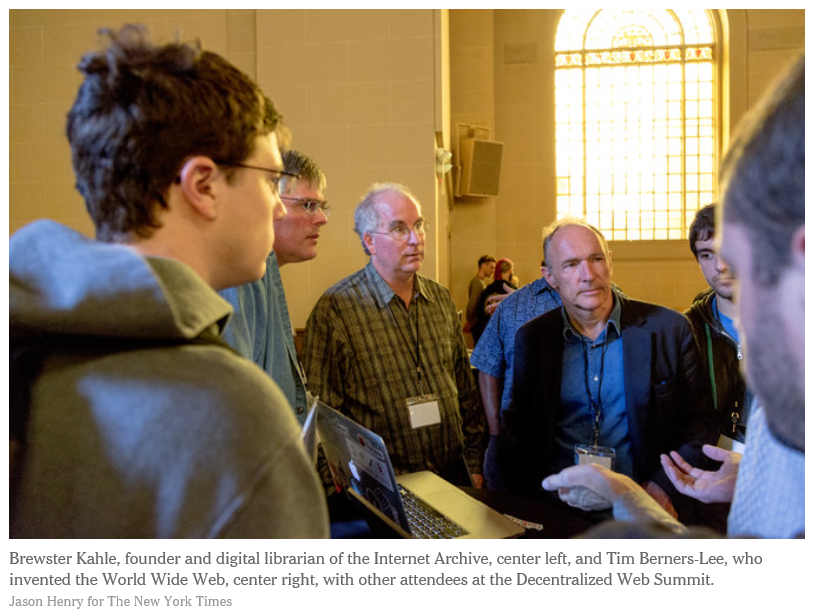 Brewster Kahle, founder and digital librarian of the Internet Archive, center left, and Tim Berners-Lee, who
invented the World Wide Web, center right, with other attendees at the Decentralized Web Summit.
Jason Henry for The New York Times